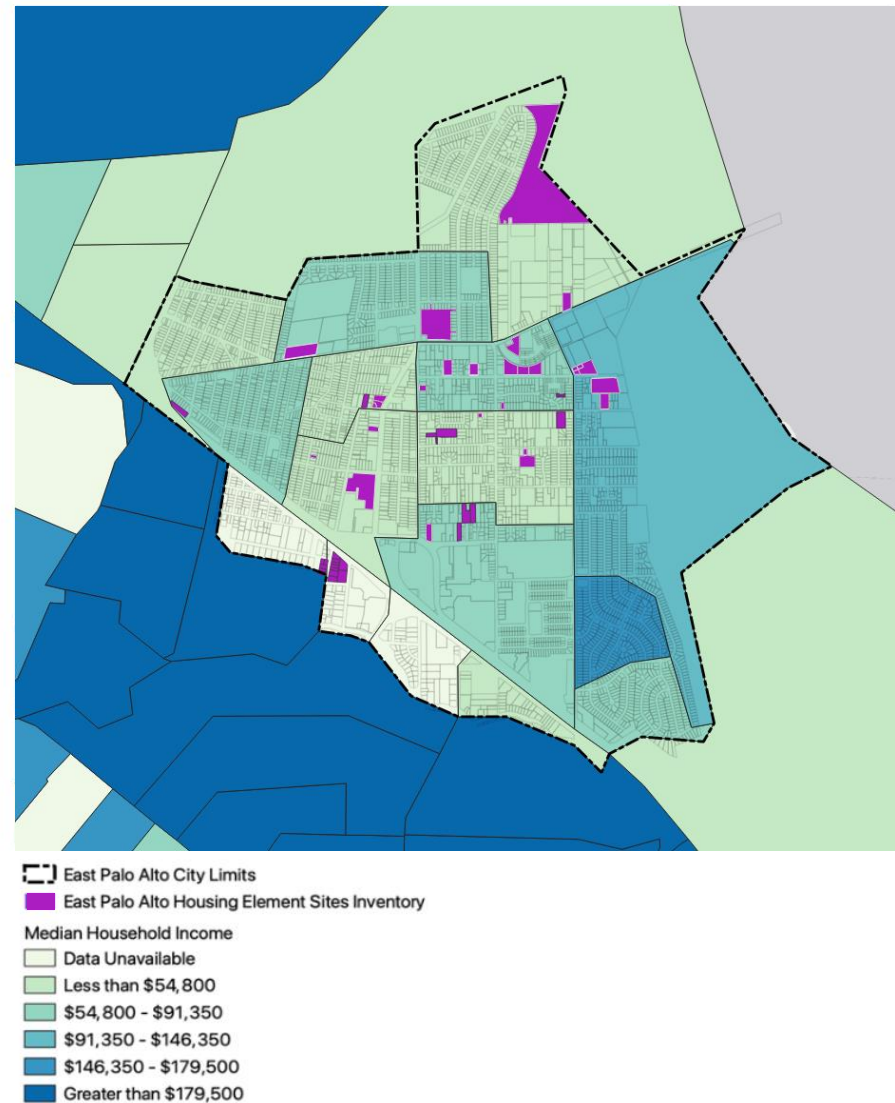 East Palo Alto City Limits
East Palo Alto Housing Element Sites Inventory
Median Household Income
Data Unavailable
Less than $54,800
$54,800 - $91,350
$91,350 - $146,350
$146,350 - $179,500
Greater than $179,500